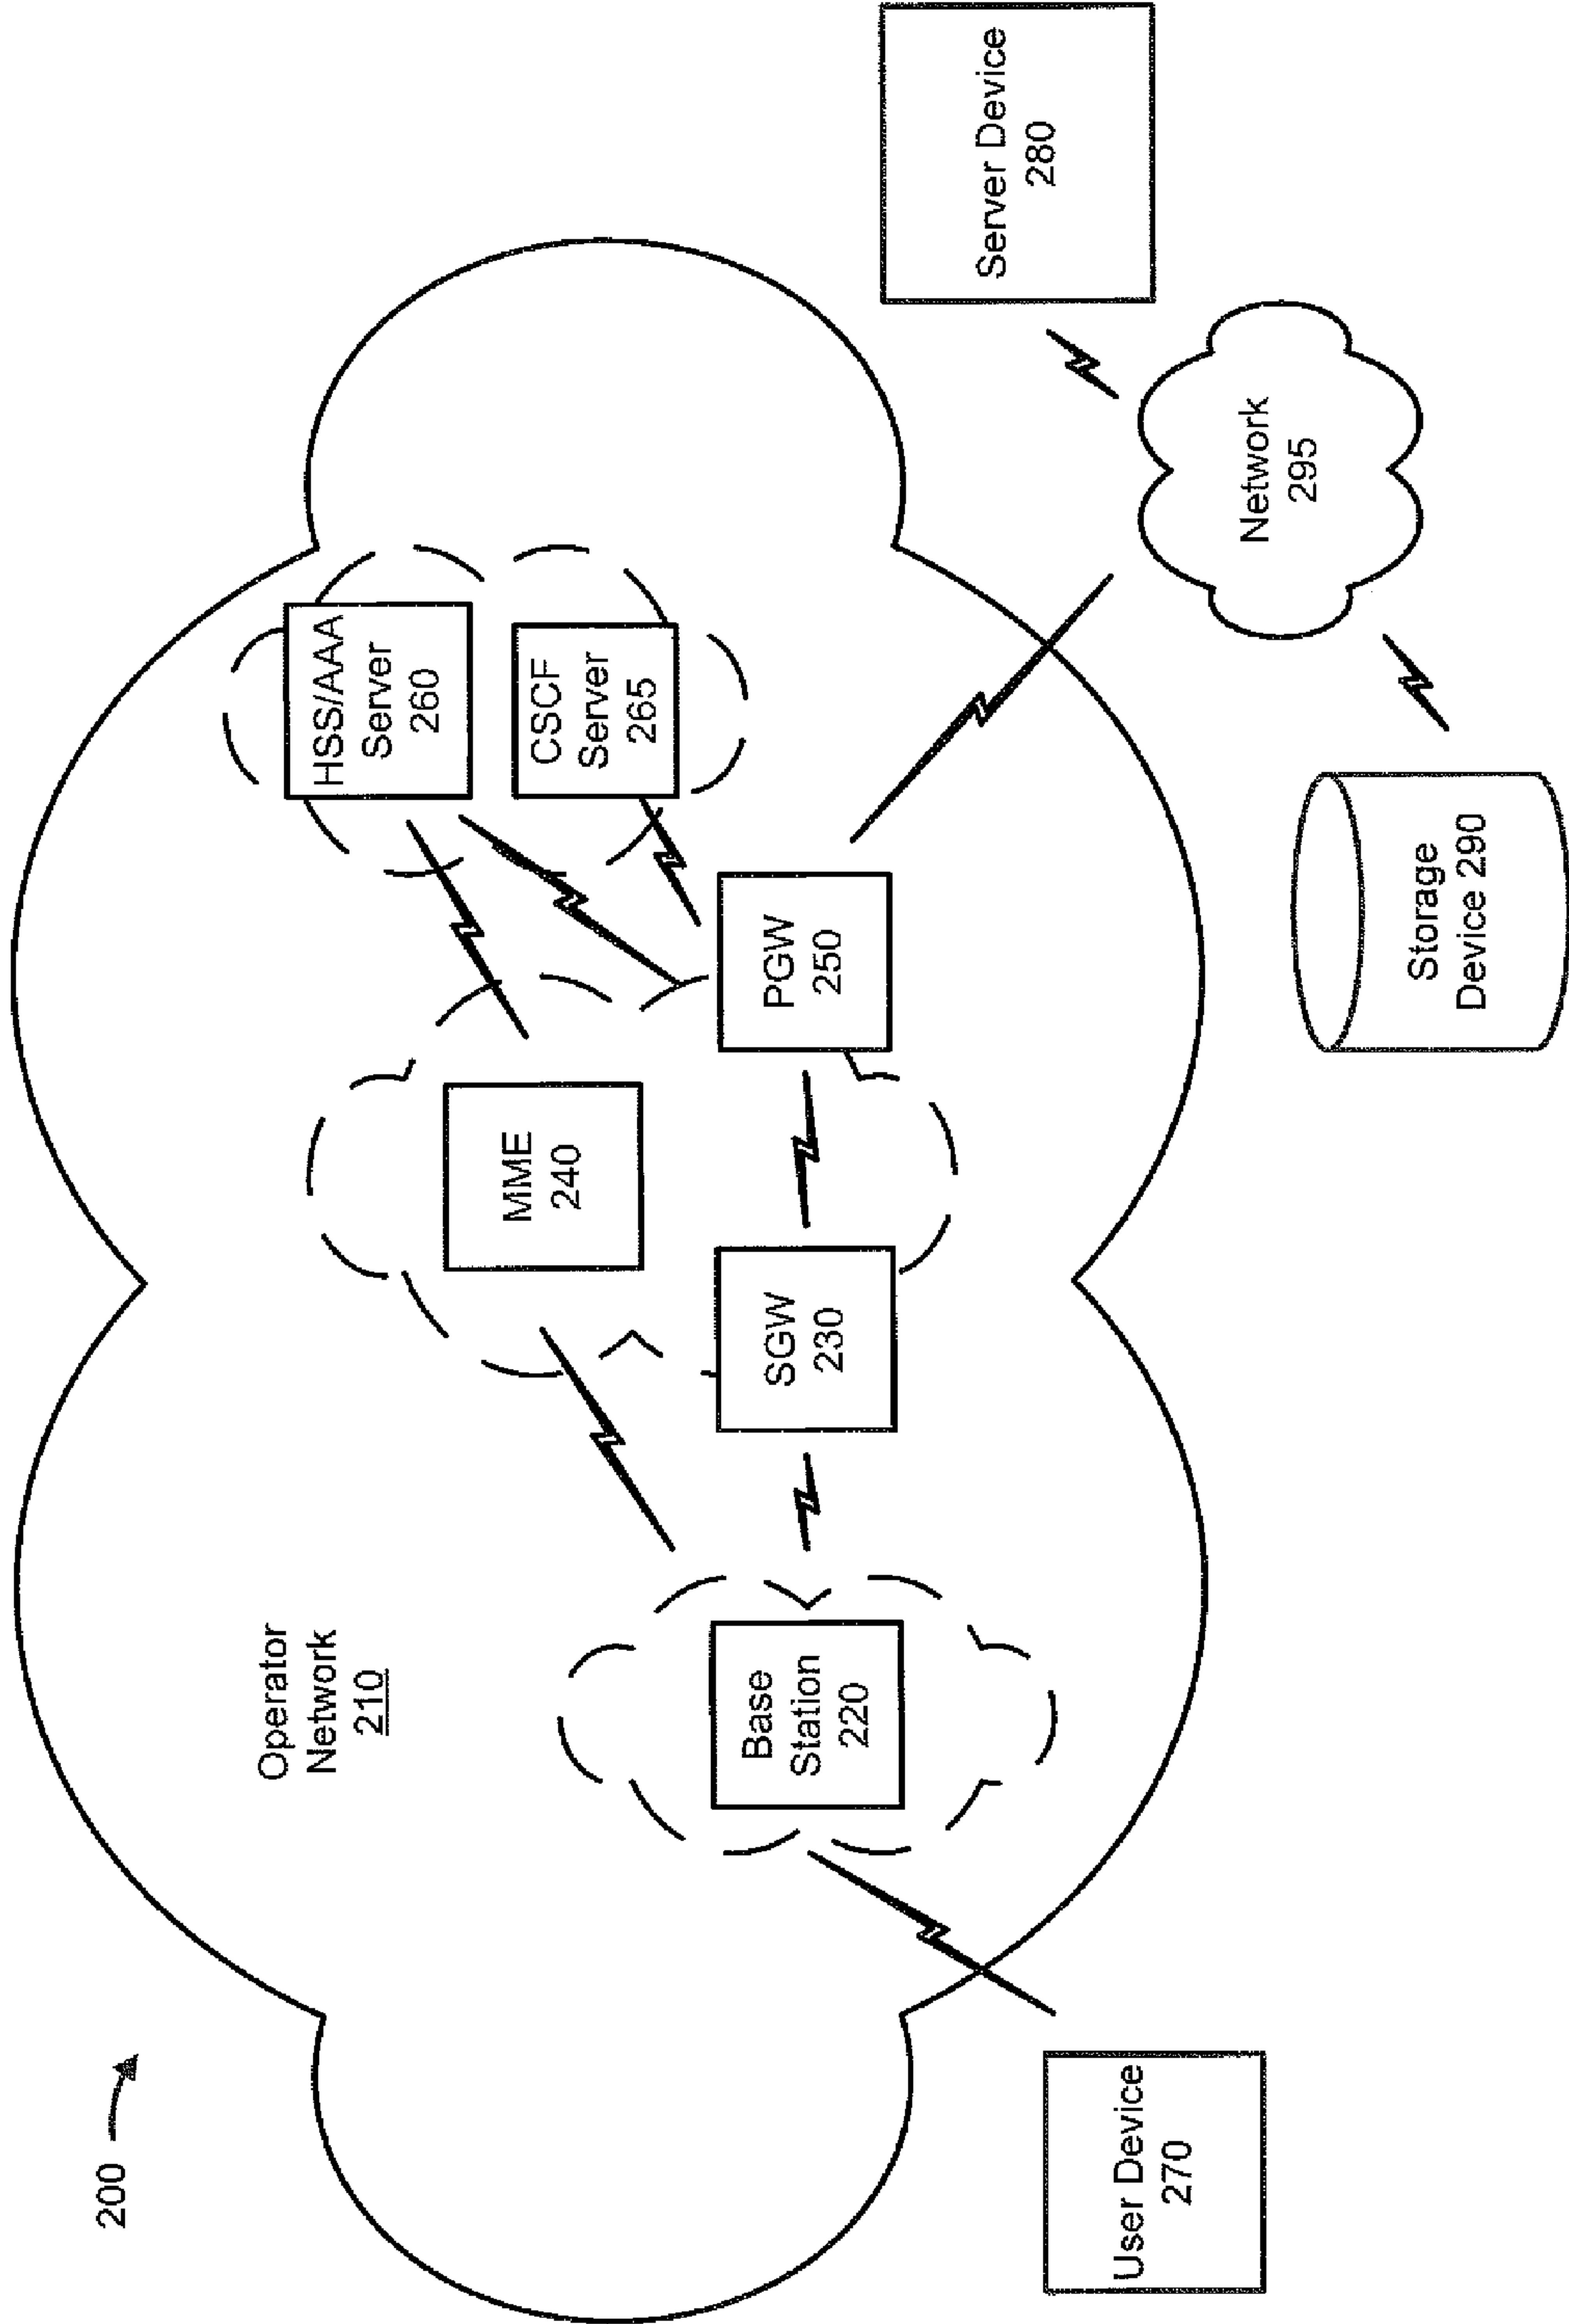 200
Operator
Network
210
HSS/AAA
Server
260
CSCF
Server
265
MME
240
Base
Station
220
SGW
230
PGW
250
User Device
270
Server Device
280
Network
295
Storage
Device 290